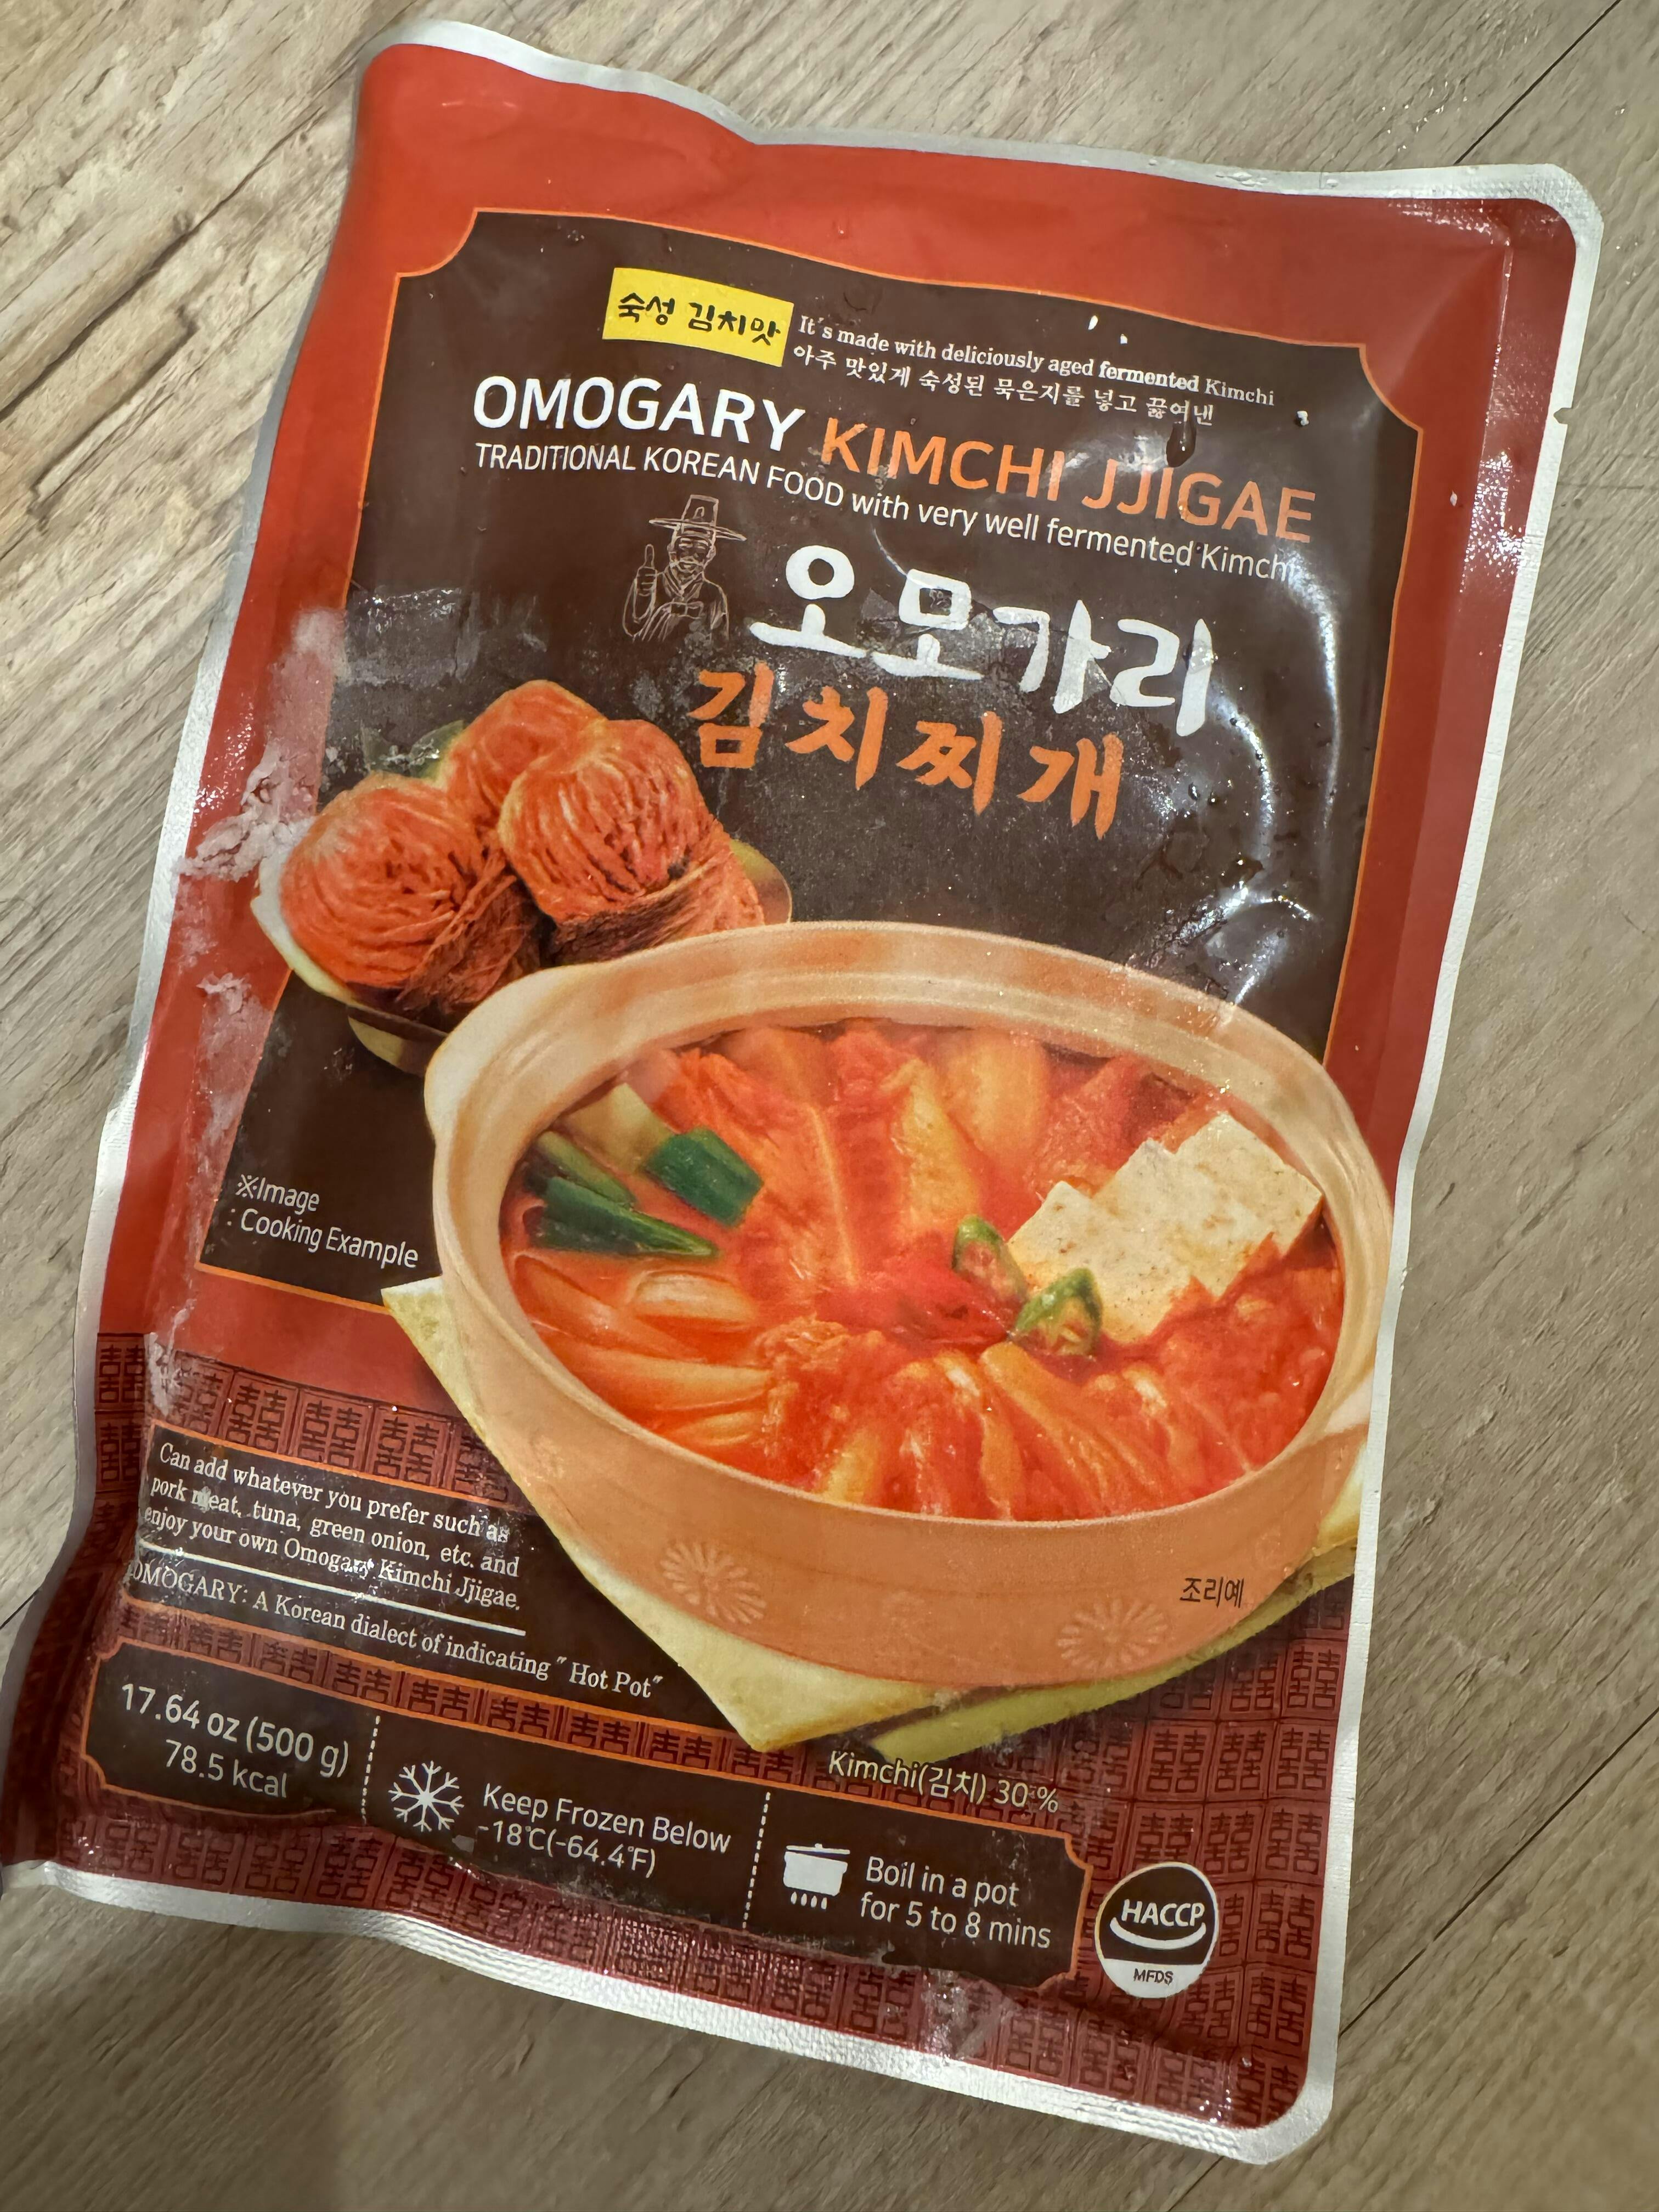 숙성 김치맛
It's made with deliciously aged fermented Kimchi
아주 맛있게 숙성된 묵은지를 넣고 끓여낸
OMOGARY KIMCHI JJIGAE
TRADITIONAL KOREAN FOOD with very well fermented Kimchi
오모가리
김치찌개
※Image
: Cooking Example
Can add whatever you prefer such as
pork meat, tuna, green onion, etc. and
enjoy your own Omogary Kimchi Jjigae.
OMOGARY: A Korean dialect of indicating "Hot Pot"
조리예
Kimchi(김치) 30 %
17.64 oz (500 g)
78.5 kcal
Keep Frozen Below
-18℃(-64.4℉)
Boil in a pot
for 5 to 8 mins
HACCP
MFDS